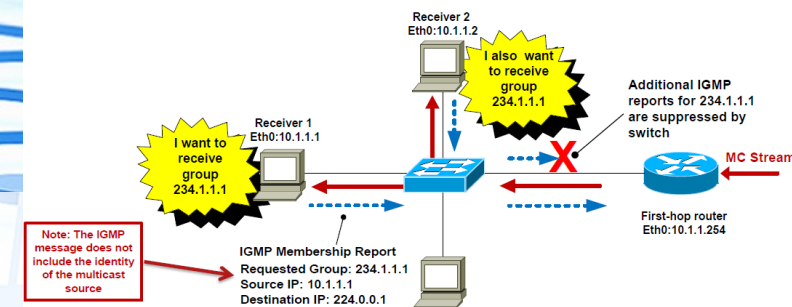 Receiver 2
Eth0:10.1.1.2
I also want
to receive
group
234.1.1.1
Additional IGMP
reports for 234.1.1.1
are suppressed by
switch
Receiver 1
Eth0:10.1.1.1
I want to
receive
group
234.1.1.1
X
MC Stream
First-hop router
Eth0:10.1.1.254
Note: The IGMP
message does not
include the identity
of the multicast
source
IGMP Membership Report
Requested Group: 234.1.1.1
Source IP: 10.1.1.1
Destination IP: 224.0.0.1